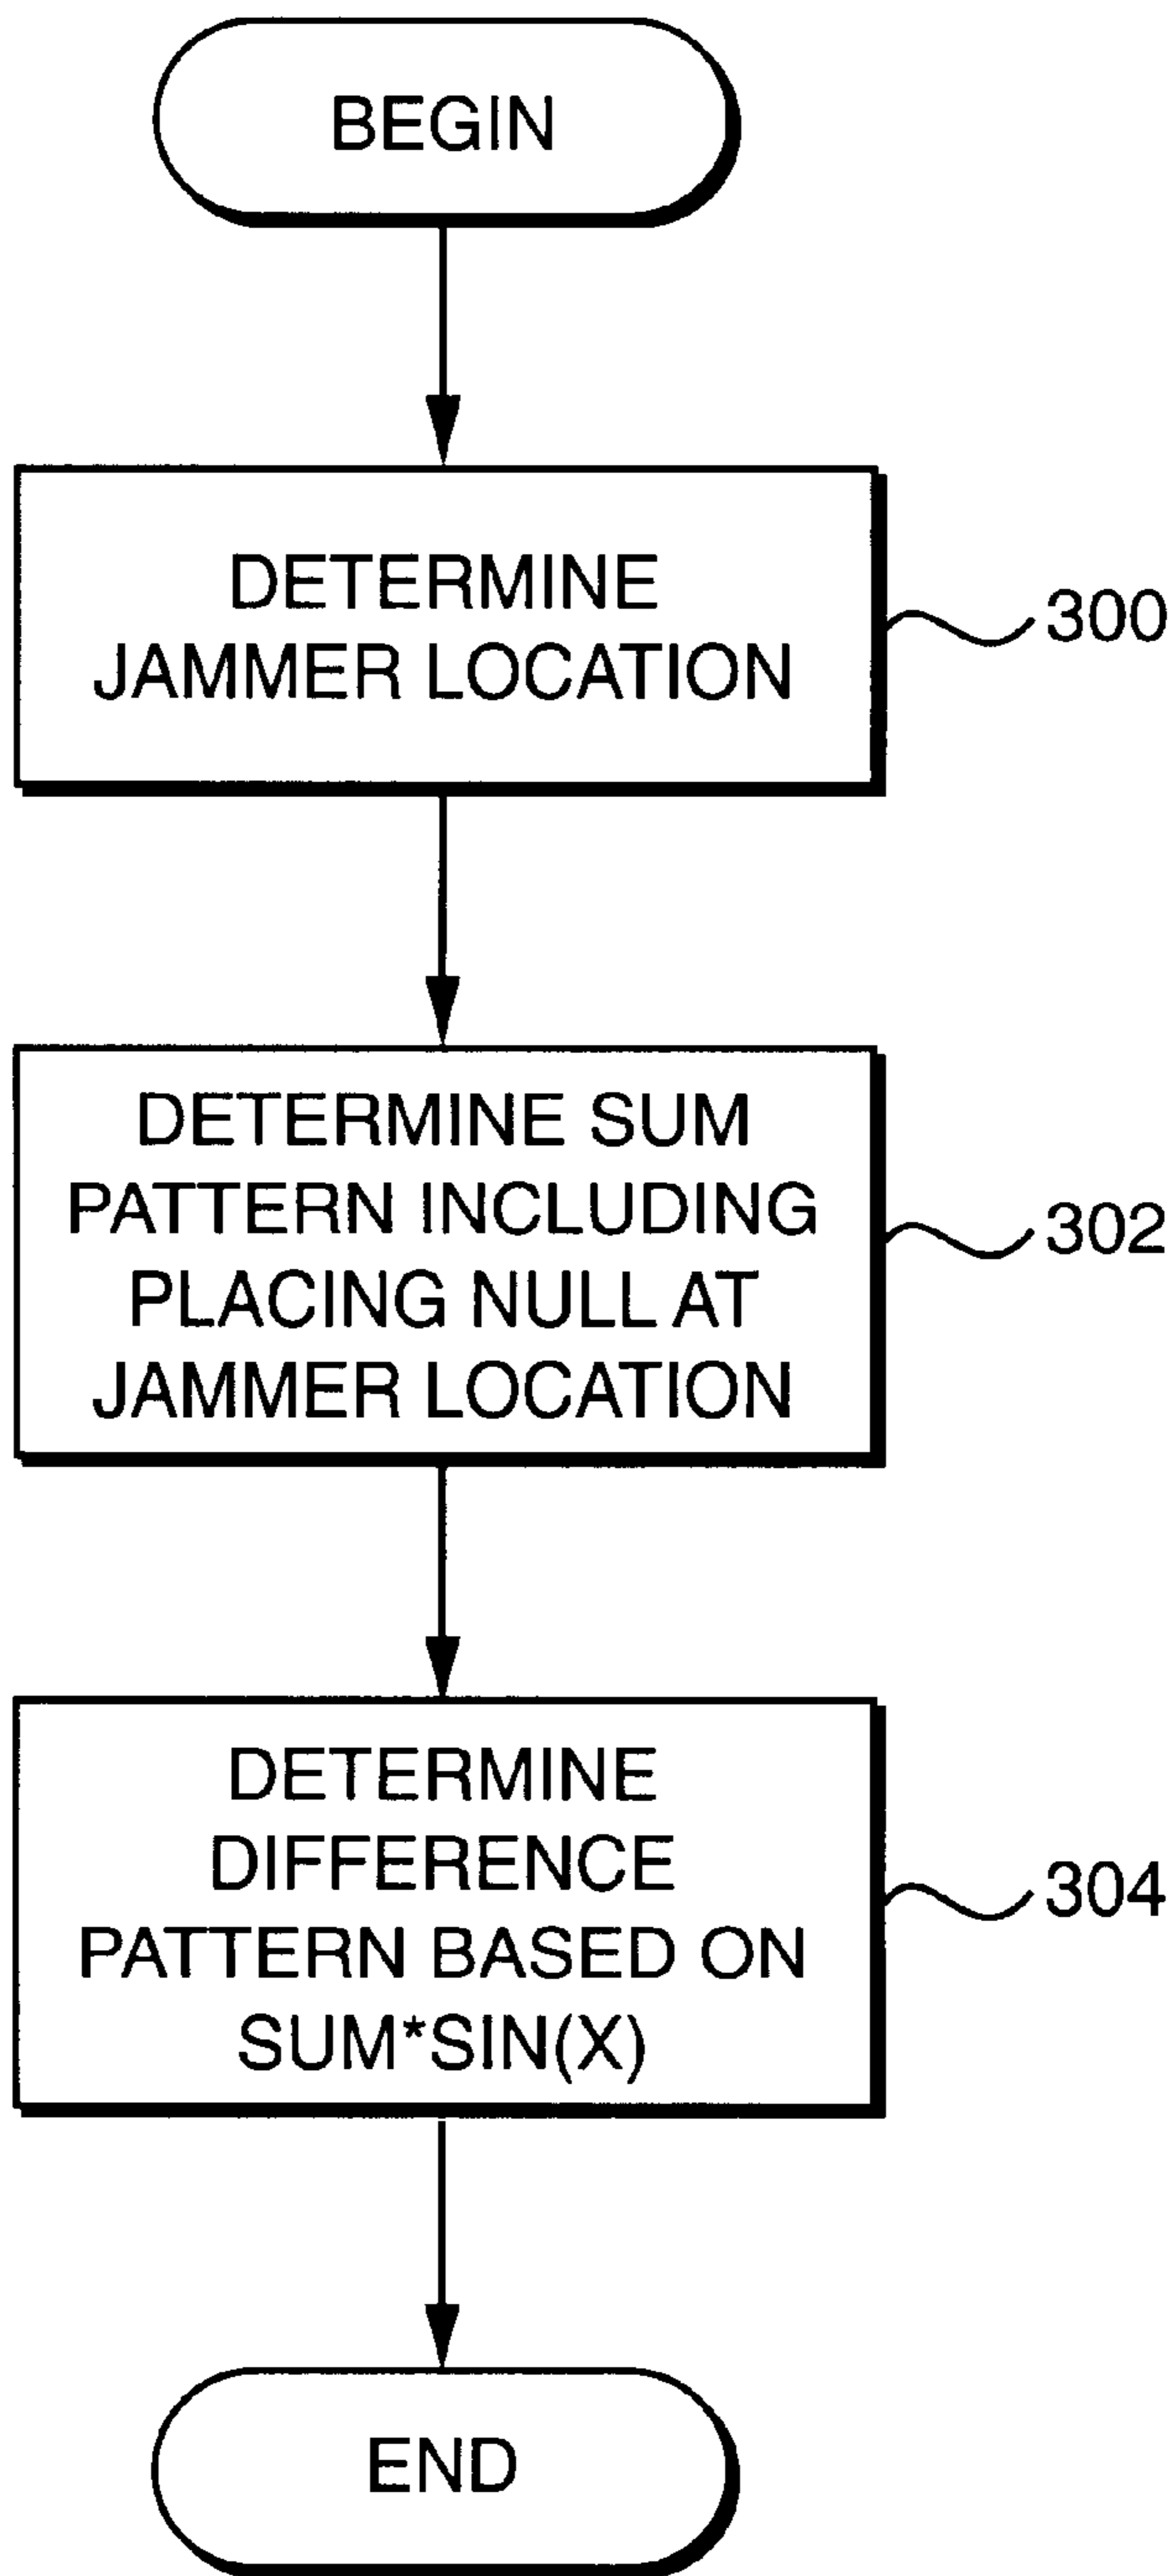 BEGIN
DETERMINE
JAMMER LOCATION
300
DETERMINE SUM
PATTERN INCLUDING
PLACING NULL AT
JAMMER LOCATION
302
DETERMINE
DIFFERENCE
PATTERN BASED ON
SUM*SIN(X)
304
END